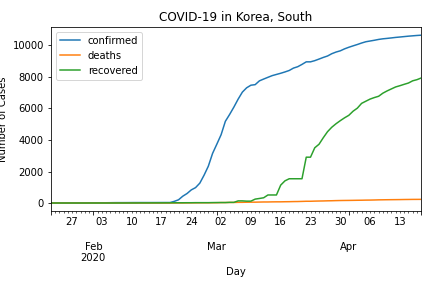 COVID-19 in Korea, South
confirmed
deaths
recovered
10000
8000
6000
4000
2000
0
Number of Cases
27 03 10 17 24 02 09 16 23 30 06 13
Feb Mar Apr
2020
Day